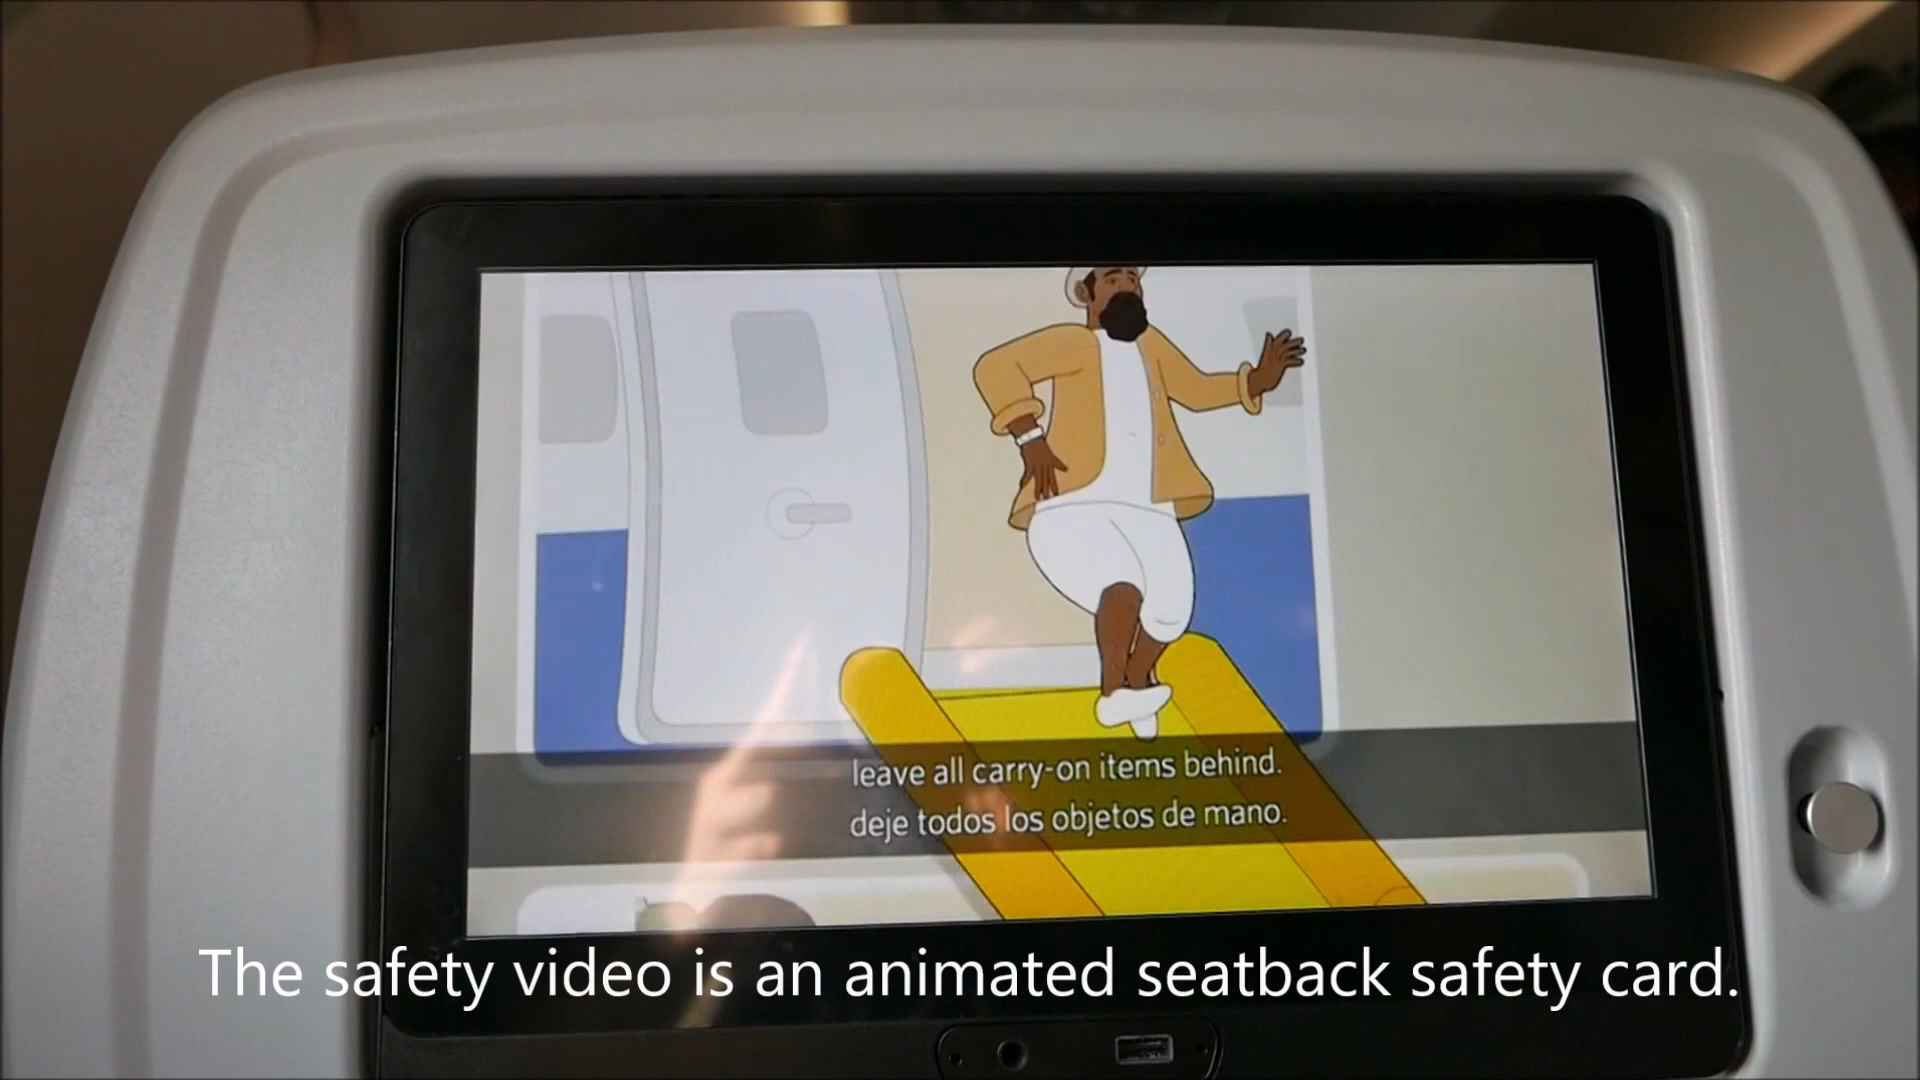 leave all carry-on items behind.
deje todos los objetos de mano.
The safety video is an animated seatback safety card.